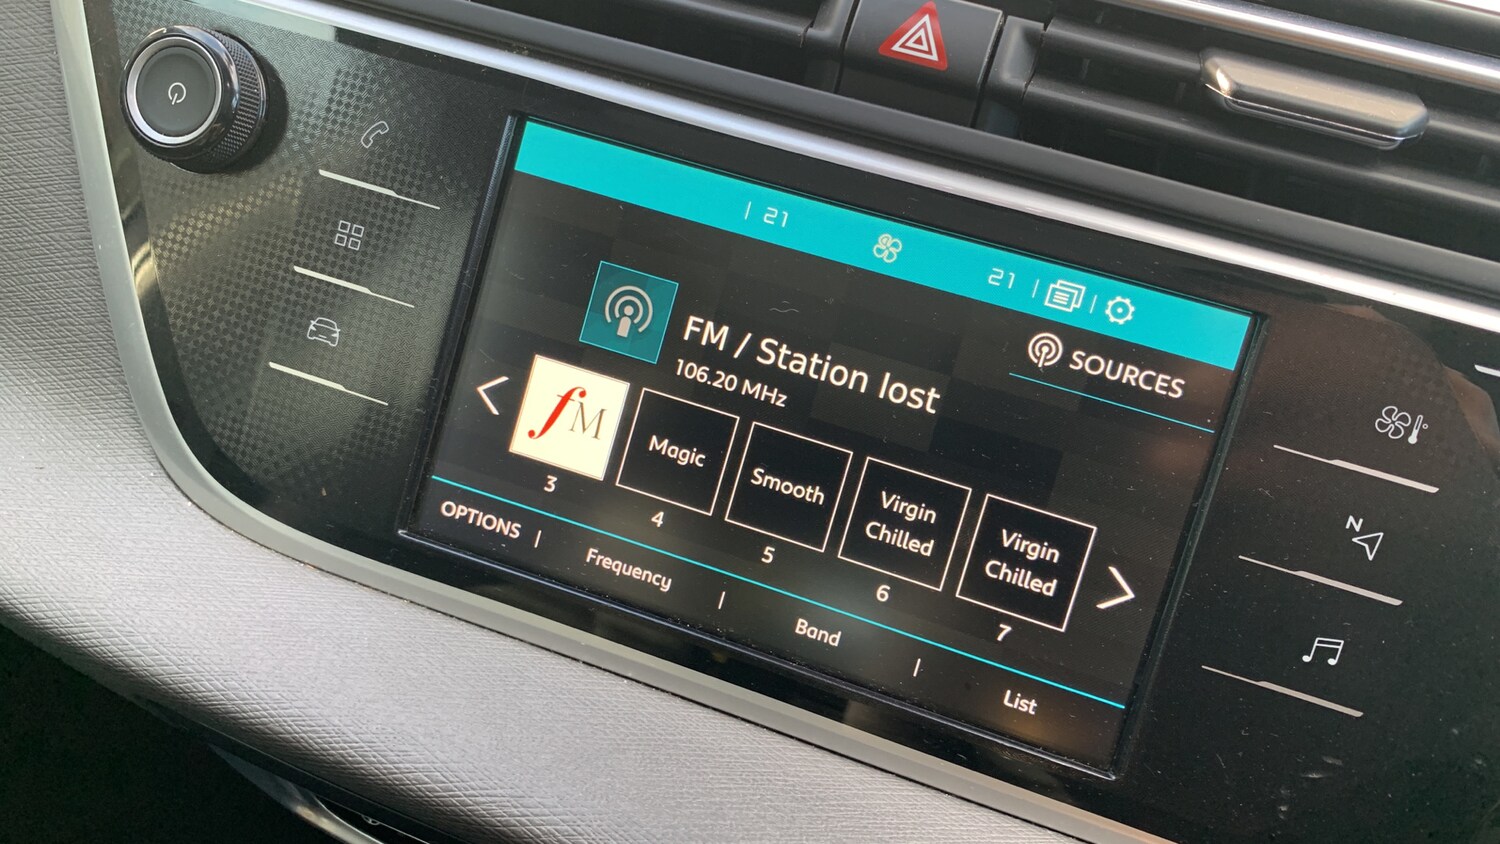 21
21
FM / Station lost
106.20 MHz
SOURCES
fM
Magic
Smooth
Virgin
Chilled
Virgin
Chilled
3
4
5
6
7
OPTIONS
Frequency
Band
List
N